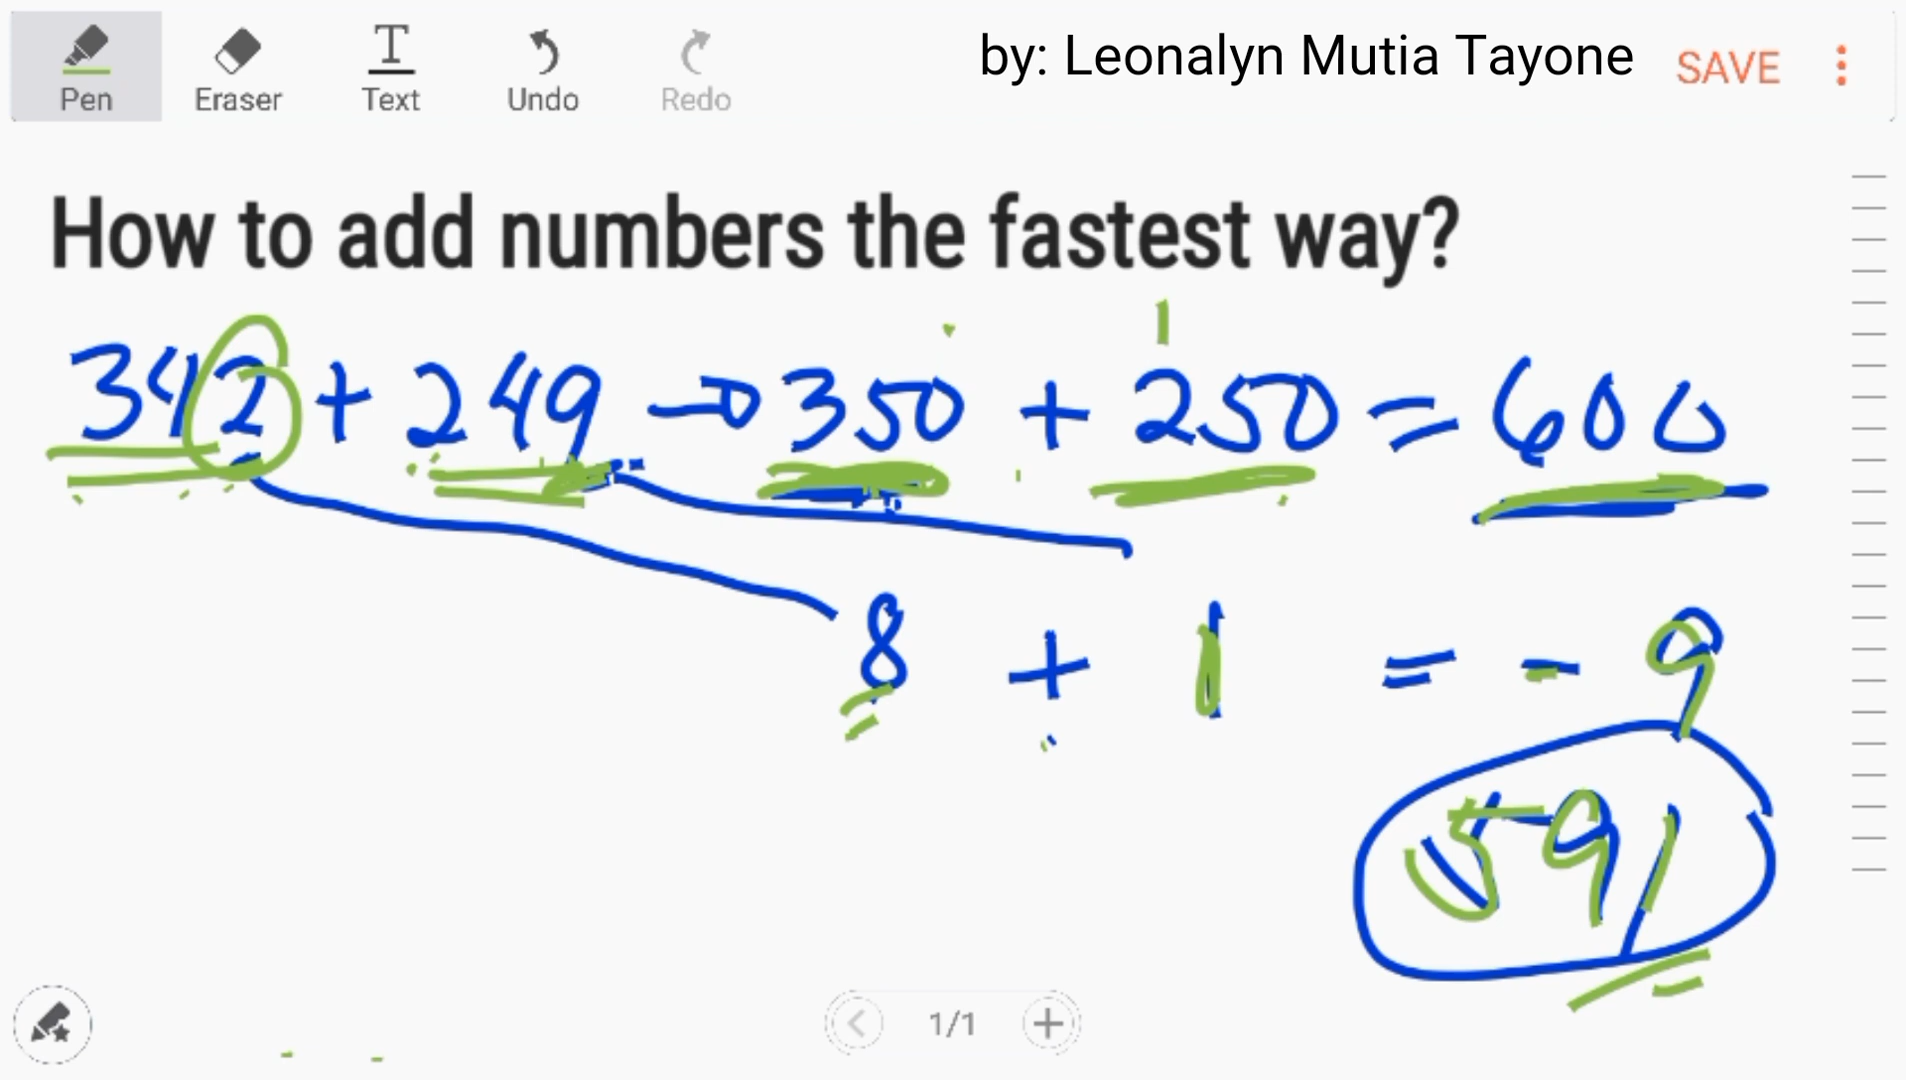 Pen Eraser Text Undo Redo by: Leonalyn Mutia Tayone SAVE
How to add numbers the fastest way?
1
342 + 249 → 350 + 250 = 600
8 + 1 = - 9
591
1/1